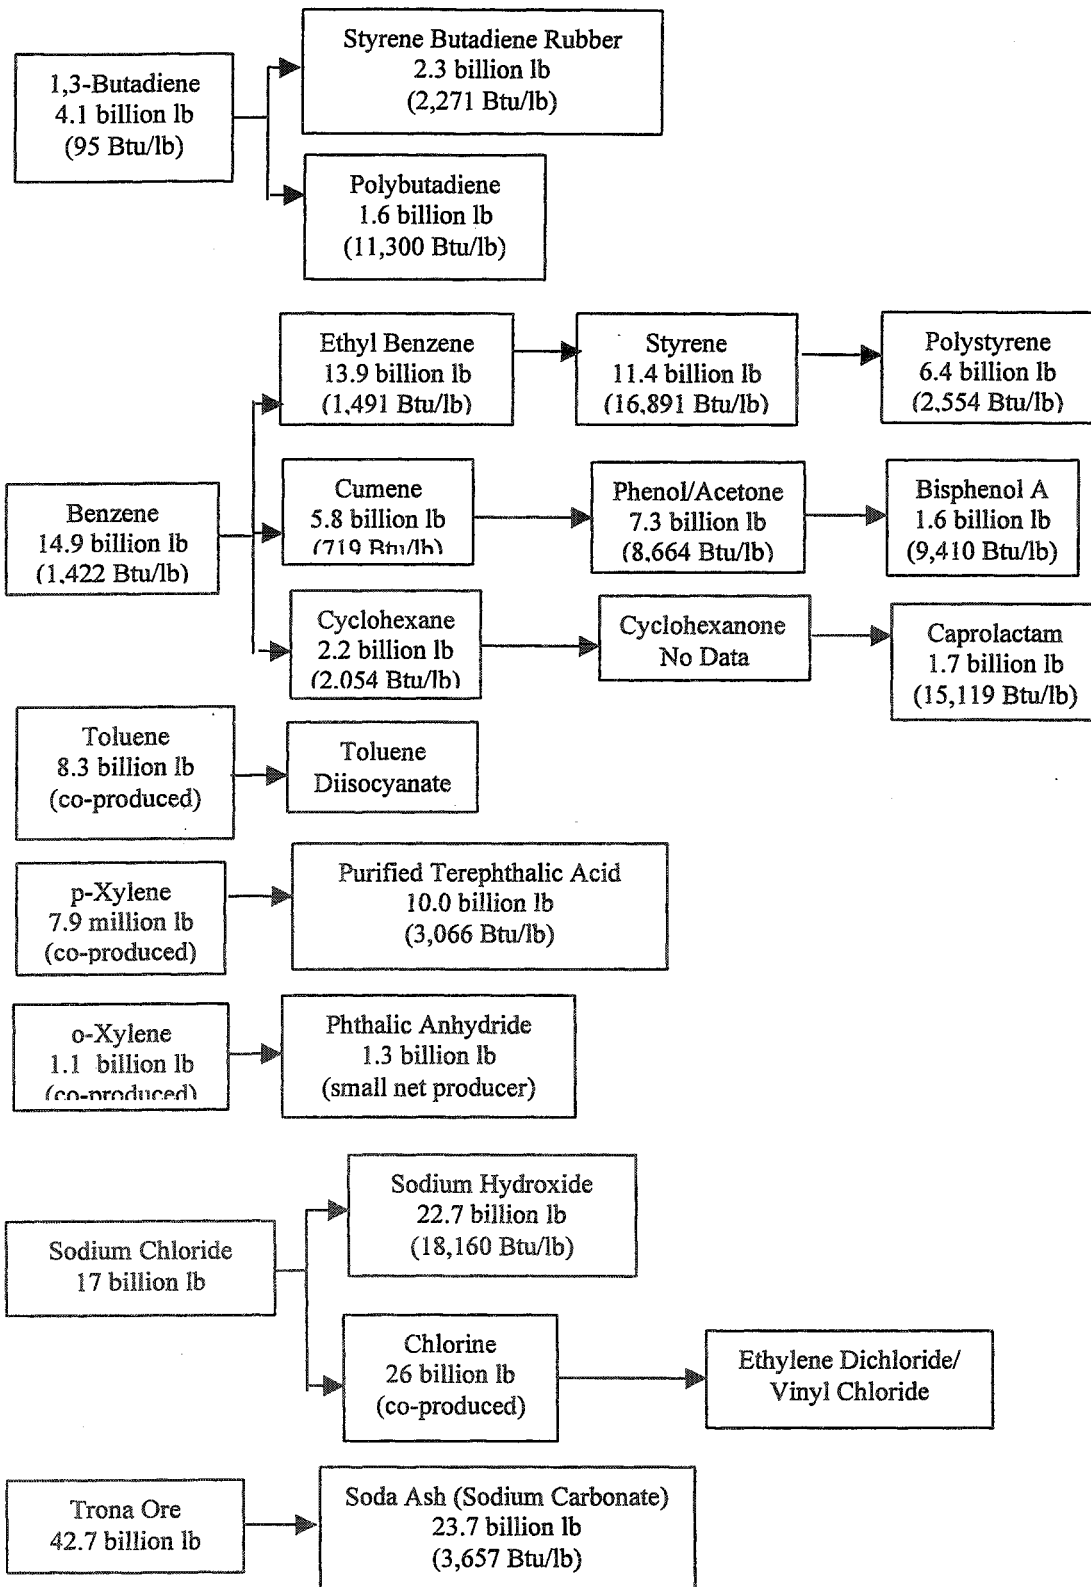 1,3-Butadiene
4.1 billion lb
(95 Btu/lb)
Styrene Butadiene Rubber
2.3 billion lb
(2,271 Btu/lb)
Polybutadiene
1.6 billion lb
(11,300 Btu/lb)
Benzene
14.9 billion lb
(1,422 Btu/lb)
Ethyl Benzene
13.9 billion lb
(1,491 Btu/lb)
Styrene
11.4 billion lb
(16,891 Btu/lb)
Polystyrene
6.4 billion lb
(2,554 Btu/lb)
Cumene
5.8 billion lb
(719 Btu/lb)
Phenol/Acetone
7.3 billion lb
(8,664 Btu/lb)
Bisphenol A
1.6 billion lb
(9,410 Btu/lb)
Cyclohexane
2.2 billion lb
(2,054 Btu/lb)
Cyclohexanone
No Data
Caprolactam
1.7 billion lb
(15,119 Btu/lb)
Toluene
8.3 billion lb
(co-produced)
Toluene
Diisocyanate
p-Xylene
7.9 million lb
(co-produced)
Purified Terephthalic Acid
10.0 billion lb
(3,066 Btu/lb)
o-Xylene
1.1 billion lb
(co-produced)
Phthalic Anhydride
1.3 billion lb
(small net producer)
Sodium Chloride
17 billion lb
Sodium Hydroxide
22.7 billion lb
(18,160 Btu/lb)
Chlorine
26 billion lb
(co-produced)
Ethylene Dichloride/
Vinyl Chloride
Trona Ore
42.7 billion lb
Soda Ash (Sodium Carbonate)
23.7 billion lb
(3,657 Btu/lb)